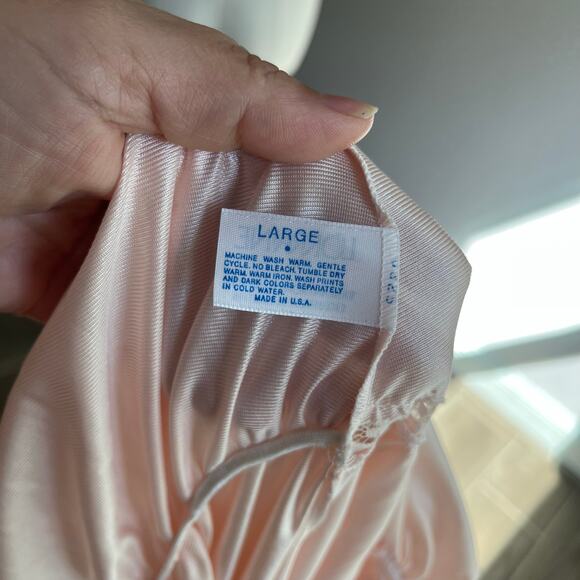 LARGE
MACHINE WASH WARM. GENTLE
CYCLE. NO BLEACH. TUMBLE DRY
WARM. WARM IRON. WASH PRINTS
AND DARK COLORS SEPARATELY
IN COLD WATER.
MADE IN U.S.A.